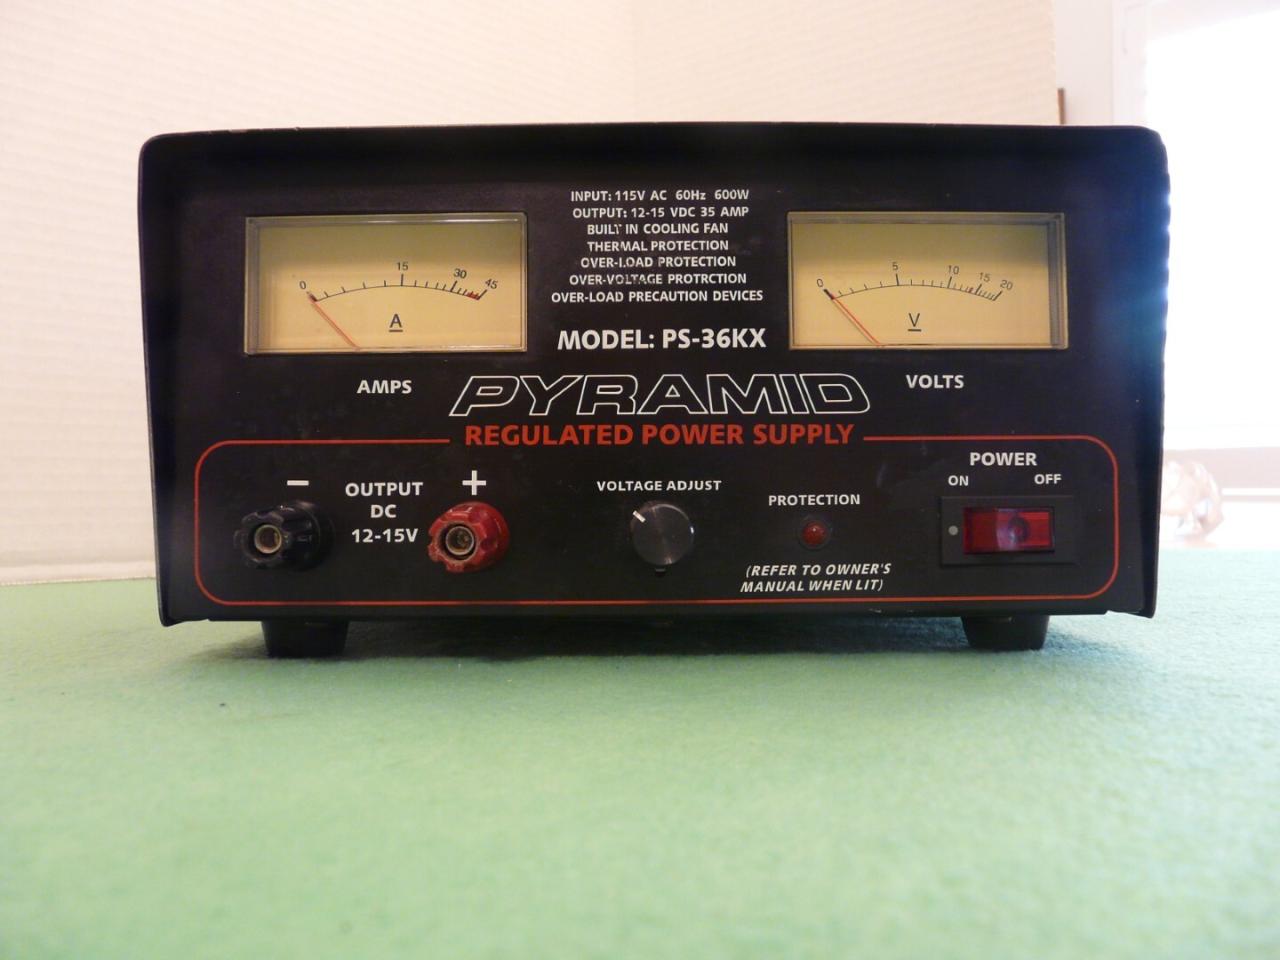 INPUT: 115V AC 60Hz 600W
OUTPUT: 12-15 VDC 35 AMP
BUILT IN COOLING FAN
THERMAL PROTECTION
OVER-LOAD PROTECTION
OVER-VOLTAGE PROTRCTION
OVER-LOAD PRECAUTION DEVICES
MODEL: PS-36KX
0 15 30 45
A
0 5 10 15 20
V
AMPS
VOLTS
PYRAMID
REGULATED POWER SUPPLY
−
OUTPUT
DC
12-15V
+
VOLTAGE ADJUST
PROTECTION
(REFER TO OWNER'S
MANUAL WHEN LIT)
POWER
ON OFF